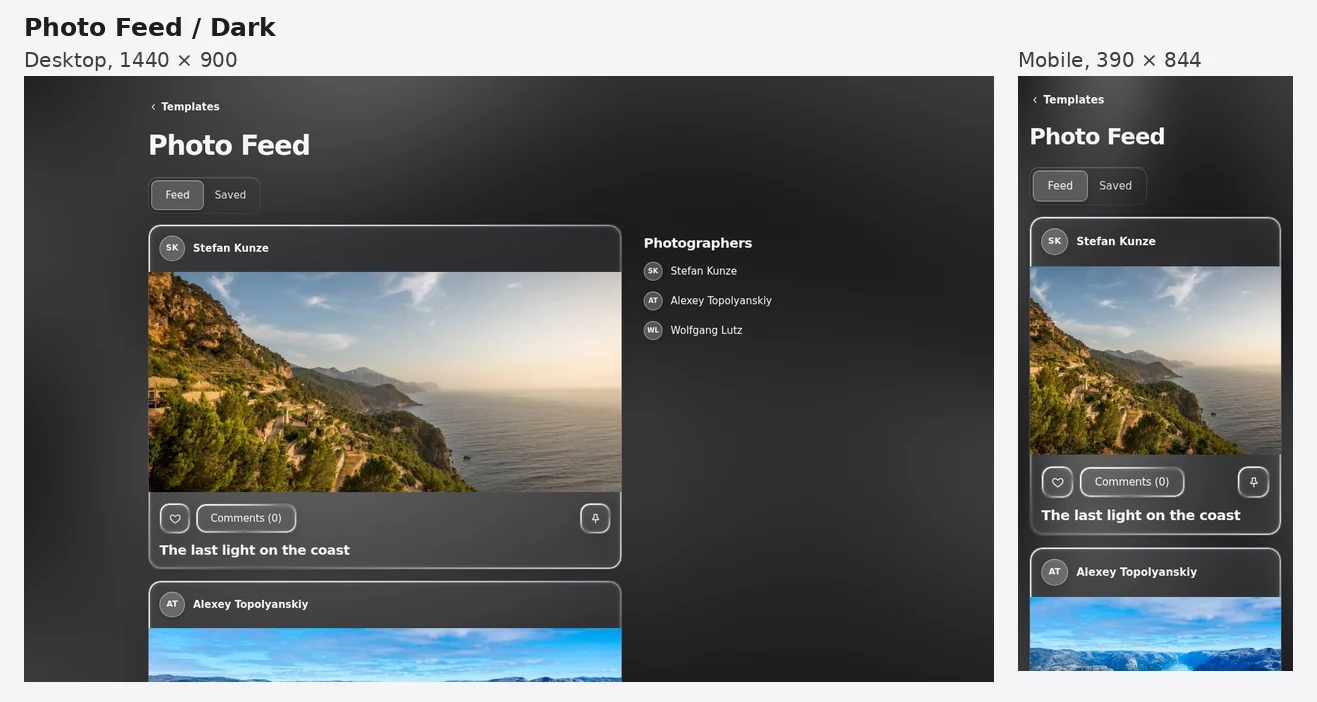 Photo Feed / Dark
Desktop, 1440 × 900
‹ Templates
Photo Feed
Feed Saved
SK Stefan Kunze
Comments (0)
The last light on the coast
AT Alexey Topolyanskiy
Photographers
SK Stefan Kunze
AT Alexey Topolyanskiy
WL Wolfgang Lutz
Mobile, 390 × 844
‹ Templates
Photo Feed
Feed Saved
SK Stefan Kunze
Comments (0)
The last light on the coast
AT Alexey Topolyanskiy